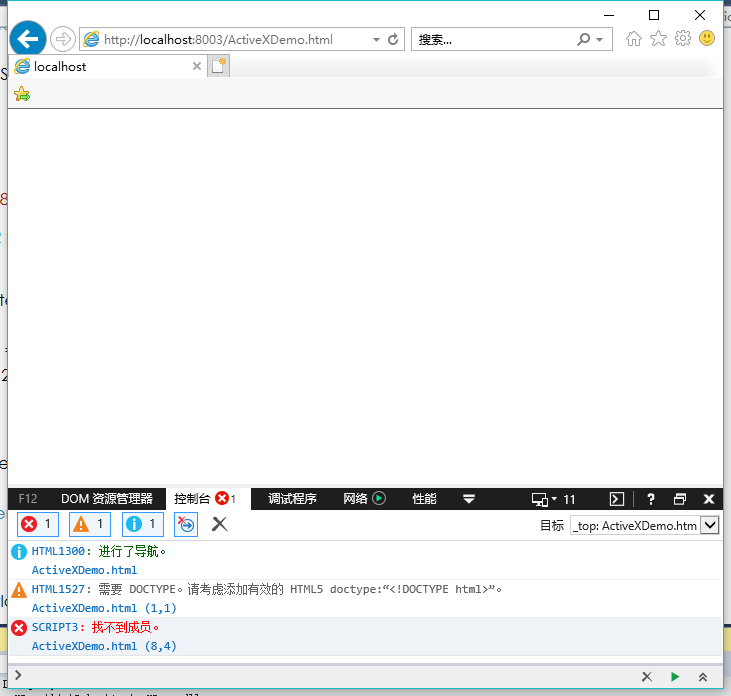 http://localhost:8003/ActiveXDemo.html
搜索...
localhost
F12 DOM 资源管理器 控制台 1 调试程序 网络 性能 11 ?
1 1 1 目标 _top: ActiveXDemo.htm
HTML1300: 进行了导航。
ActiveXDemo.html
HTML1527: 需要 DOCTYPE。请考虑添加有效的 HTML5 doctype:“<!DOCTYPE html>”。
ActiveXDemo.html (1,1)
SCRIPT3: 找不到成员。
ActiveXDemo.html (8,4)